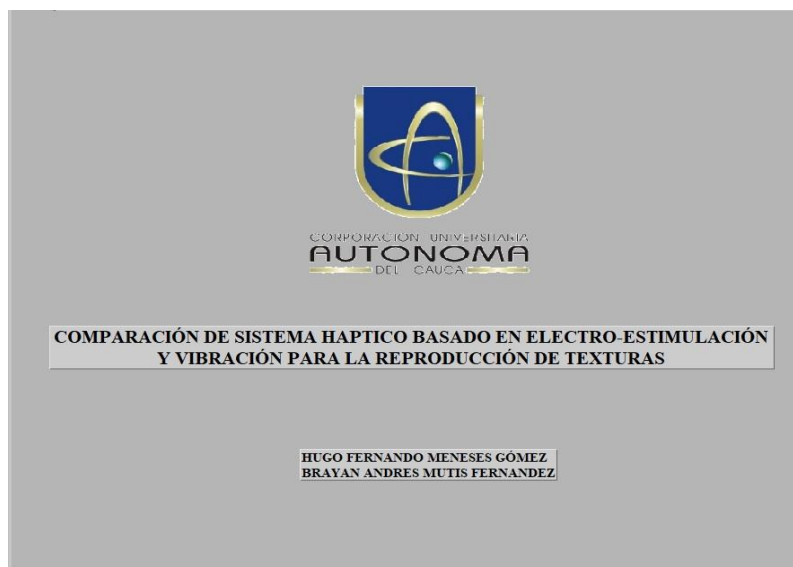 CORPORACION UNIVERSITARIA
AUTONOMA
DEL CAUCA
COMPARACIÓN DE SISTEMA HAPTICO BASADO EN ELECTRO-ESTIMULACIÓN
Y VIBRACIÓN PARA LA REPRODUCCIÓN DE TEXTURAS
HUGO FERNANDO MENESES GÓMEZ
BRAYAN ANDRES MUTIS FERNANDEZ